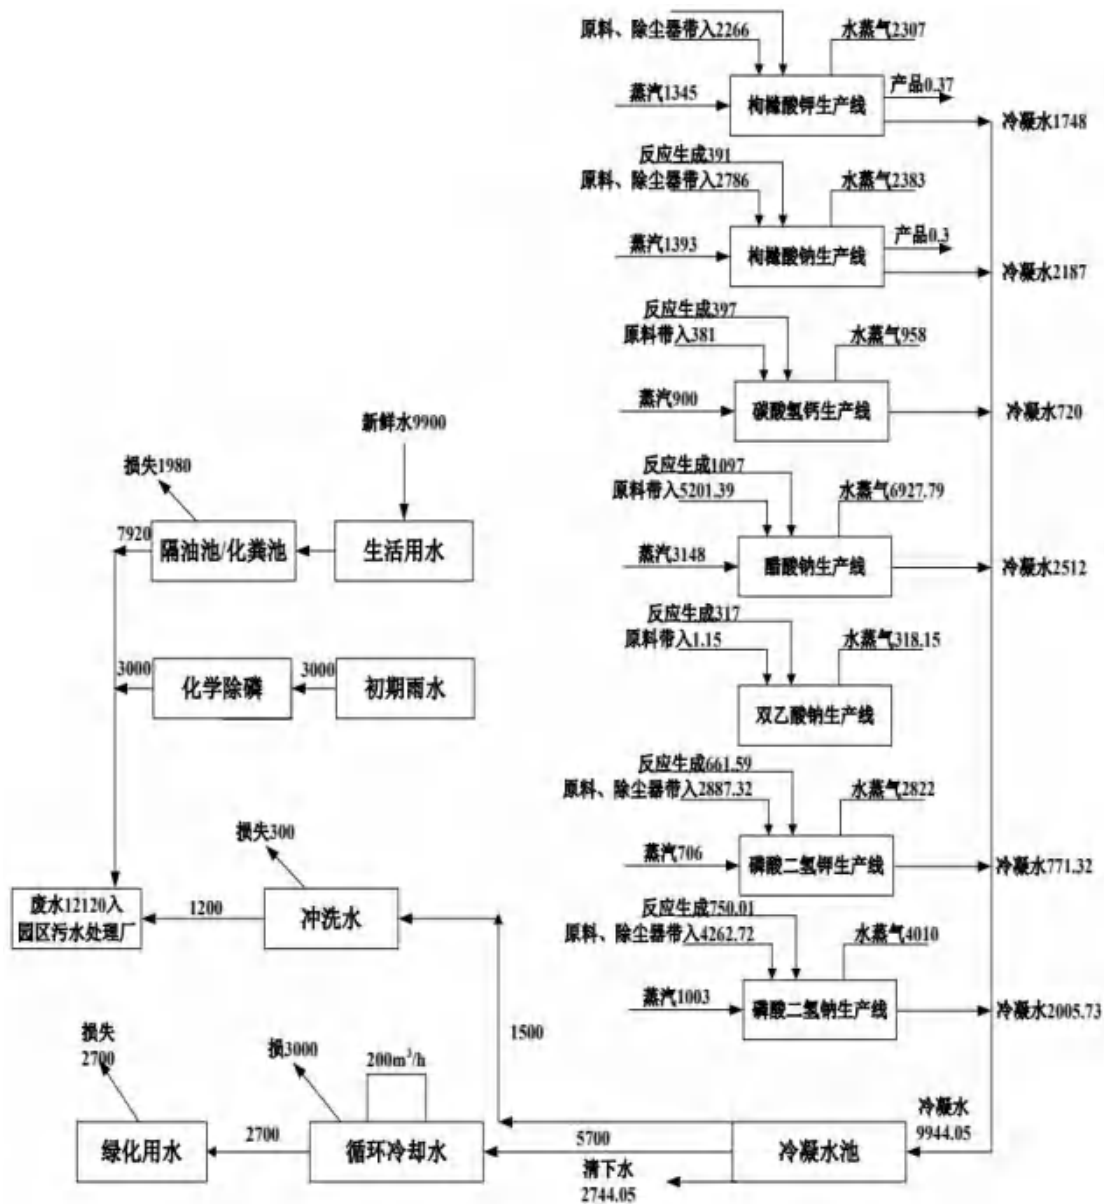 原料、除尘器带入2266
水蒸气2307
蒸汽1345
枸橼酸钾生产线
产品0.37
冷凝水1748
反应生成391
原料、除尘器带入2786
水蒸气2383
蒸汽1393
枸橼酸钠生产线
产品0.3
冷凝水2187
反应生成397
原料带入381
水蒸气958
蒸汽900
碳酸氢钙生产线
冷凝水720
新鲜水9900
损失1980
7920
隔油池/化粪池
生活用水
反应生成1097
原料带入5201.39
水蒸气6927.79
蒸汽3148
醋酸钠生产线
冷凝水2512
3000
化学除磷
3000
初期雨水
反应生成317
原料带入1.15
水蒸气318.15
双乙酸钠生产线
反应生成661.59
原料、除尘器带入2887.32
水蒸气2822
蒸汽706
磷酸二氢钾生产线
冷凝水771.32
损失300
废水12120入
园区污水处理厂
1200
冲洗水
反应生成750.01
原料、除尘器带入4262.72
水蒸气4010
蒸汽1003
磷酸二氢钠生产线
冷凝水2005.73
1500
损失
2700
损3000
200m³/h
绿化用水
2700
循环冷却水
5700
冷凝水池
冷凝水
9944.05
清下水
2744.05